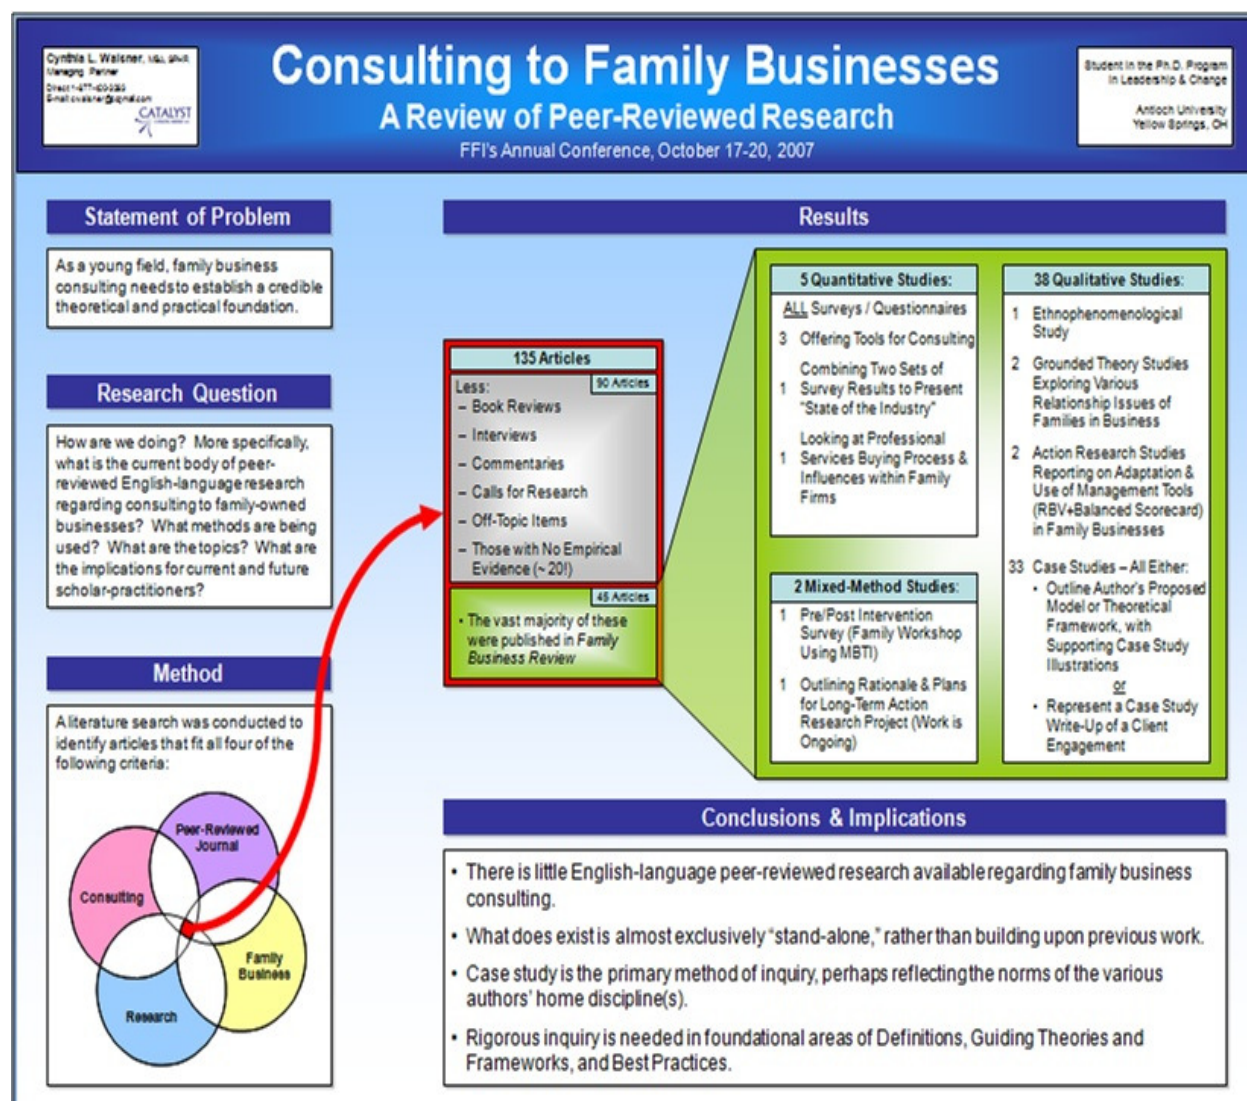 Cynthia L. Waisner, MBA, SPHR
Managing Partner
CATALYST
Consulting to Family Businesses
A Review of Peer-Reviewed Research
FFI's Annual Conference, October 17-20, 2007
Student in the Ph.D. Program
in Leadership & Change
Antioch University
Yellow Springs, OH
Statement of Problem
As a young field, family business
consulting needs to establish a credible
theoretical and practical foundation.
Research Question
How are we doing? More specifically,
what is the current body of peer-
reviewed English-language research
regarding consulting to family-owned
businesses? What methods are being
used? What are the topics? What are
the implications for current and future
scholar-practitioners?
Method
A literature search was conducted to
identify articles that fit all four of the
following criteria:
Peer-Reviewed
Journal
Consulting
Family
Business
Research
Results
135 Articles
90 Articles
Less:
– Book Reviews
– Interviews
– Commentaries
– Calls for Research
– Off-Topic Items
– Those with No Empirical
Evidence (~ 20!)
45 Articles
• The vast majority of these
were published in Family
Business Review
5 Quantitative Studies:
ALL Surveys / Questionnaires
3 Offering Tools for Consulting
Combining Two Sets of
1 Survey Results to Present
"State of the Industry"
Looking at Professional
1 Services Buying Process &
Influences within Family
Firms
2 Mixed-Method Studies:
1 Pre/Post Intervention
Survey (Family Workshop
Using MBTI)
1 Outlining Rationale & Plans
for Long-Term Action
Research Project (Work is
Ongoing)
38 Qualitative Studies:
1 Ethnophenomenological
Study
2 Grounded Theory Studies
Exploring Various
Relationship Issues of
Families in Business
2 Action Research Studies
Reporting on Adaptation &
Use of Management Tools
(RBV+Balanced Scorecard)
in Family Businesses
33 Case Studies – All Either:
• Outline Author's Proposed
Model or Theoretical
Framework, with
Supporting Case Study
Illustrations
or
• Represent a Case Study
Write-Up of a Client
Engagement
Conclusions & Implications
• There is little English-language peer-reviewed research available regarding family business
consulting.
• What does exist is almost exclusively "stand-alone," rather than building upon previous work.
• Case study is the primary method of inquiry, perhaps reflecting the norms of the various
authors' home discipline(s).
• Rigorous inquiry is needed in foundational areas of Definitions, Guiding Theories and
Frameworks, and Best Practices.